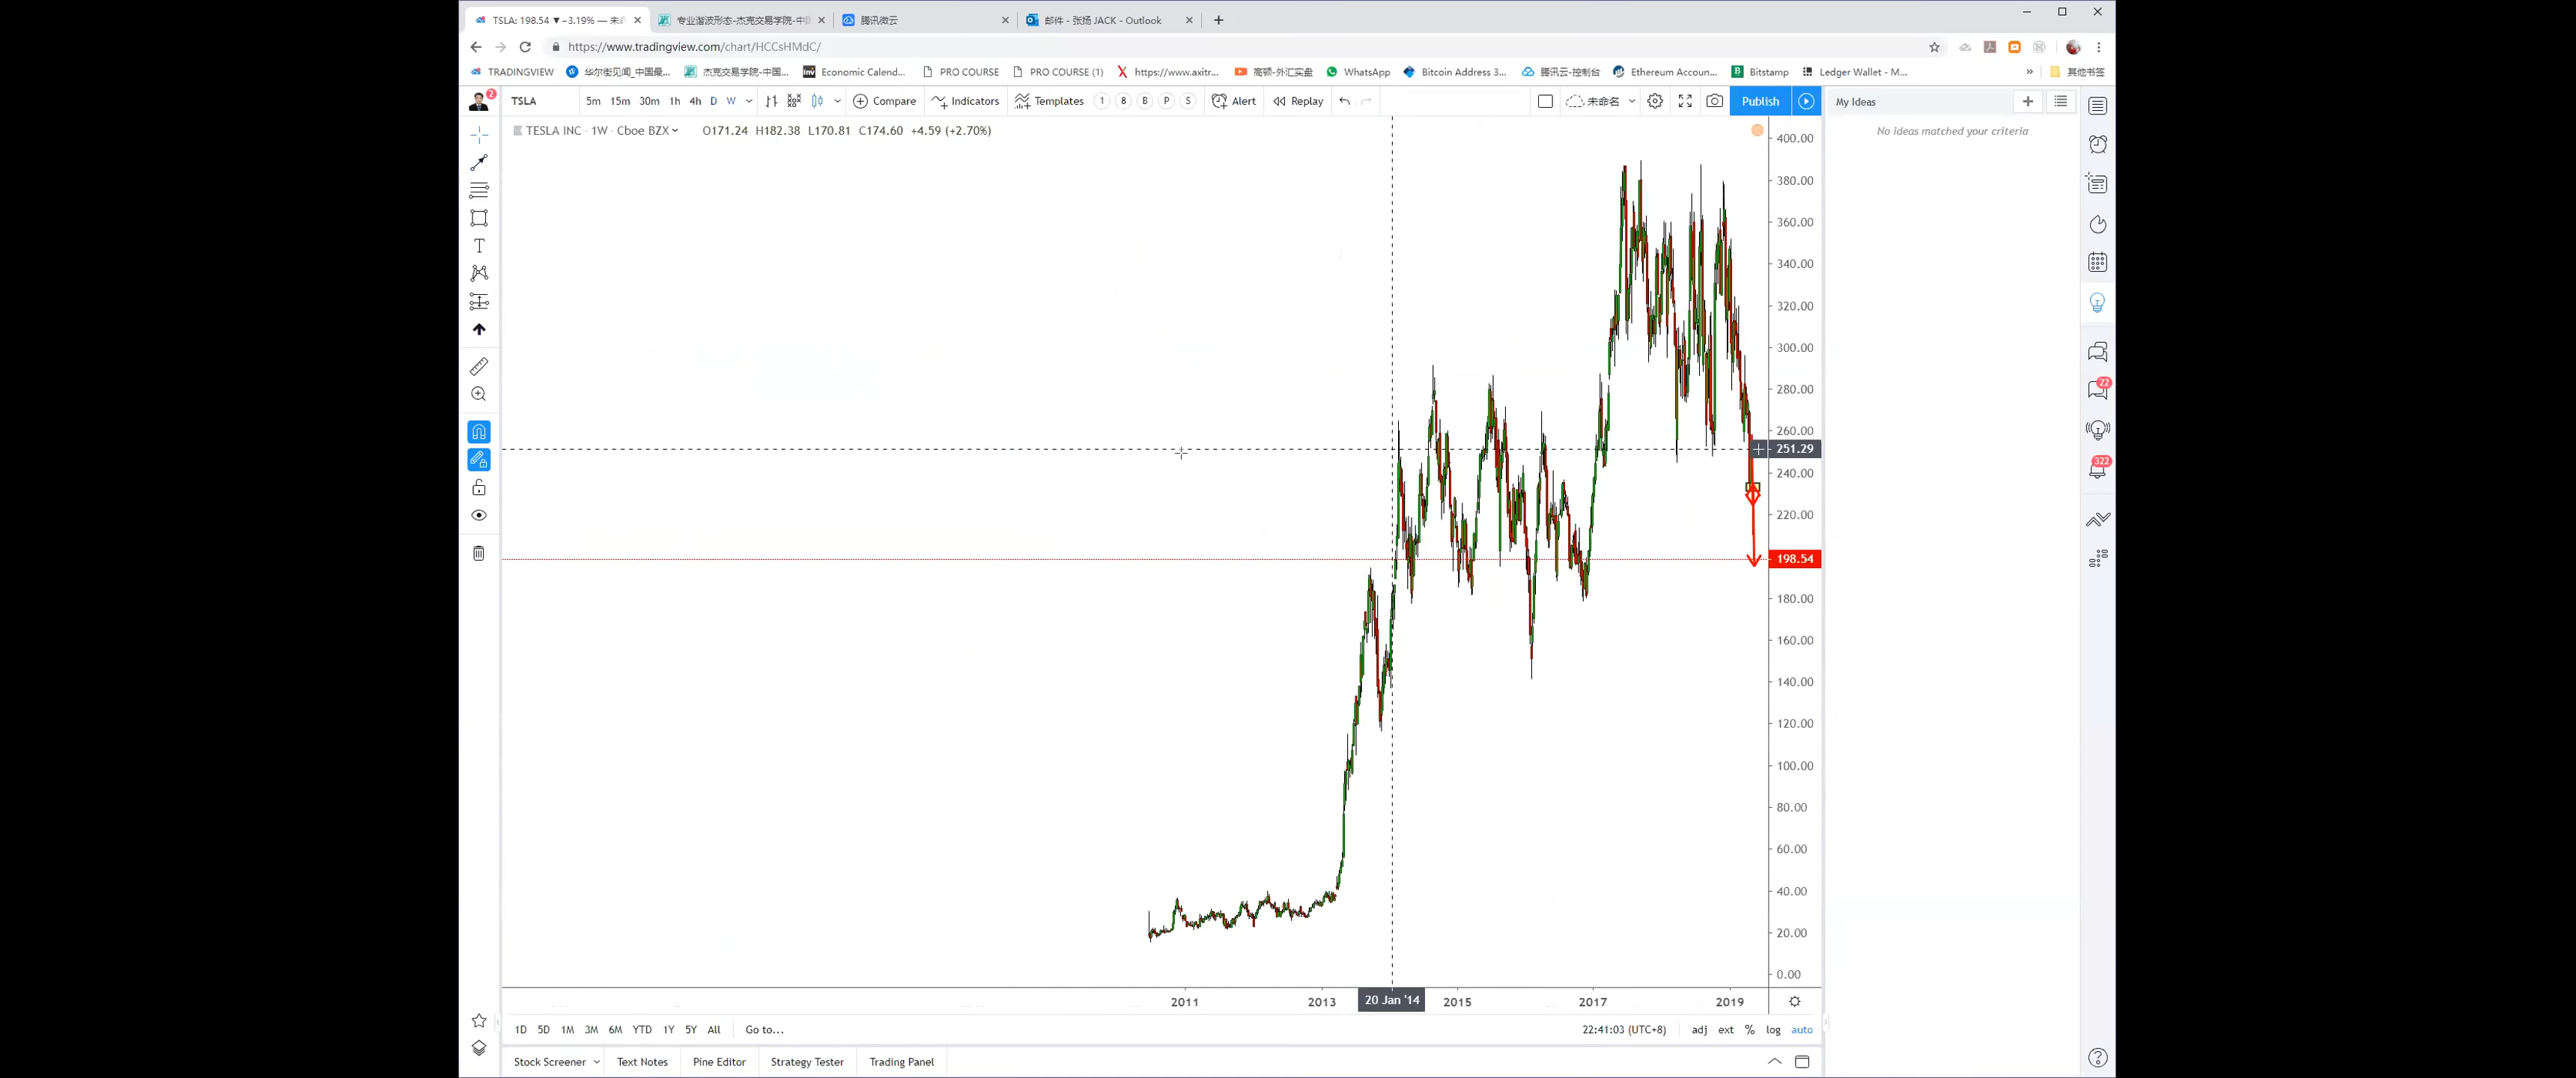 TSLA: 198.54 ▼ −3.19% — 未命
专业谐波形态-杰克交易学院-中
腾讯微云
邮件 - 张扬 JACK - Outlook
https://www.tradingview.com/chart/HCCsHMdC/
TRADINGVIEW 华尔街见闻_中国最... 杰克交易学院-中国... Economic Calend... PRO COURSE PRO COURSE (1) https://www.axitr... 高顿-外汇实盘 WhatsApp Bitcoin Address 3... 腾讯云-控制台 Ethereum Accoun... Bitstamp Ledger Wallet - M... » 其他书签
2 TSLA 5m 15m 30m 1h 4h D W Compare Indicators Templates 1 8 B P S Alert Replay 未命名 Publish My Ideas
TESLA INC · 1W · Cboe BZX O171.24 H182.38 L170.81 C174.60 +4.59 (+2.70%)
No ideas matched your criteria
400.00
380.00
360.00
340.00
320.00
300.00
280.00
260.00
251.29
240.00
220.00
198.54
180.00
160.00
140.00
120.00
100.00
80.00
60.00
40.00
20.00
0.00
22
322
2011 2013 20 Jan '14 2015 2017 2019
1D 5D 1M 3M 6M YTD 1Y 5Y All Go to... 22:41:03 (UTC+8) adj ext % log auto
Stock Screener Text Notes Pine Editor Strategy Tester Trading Panel